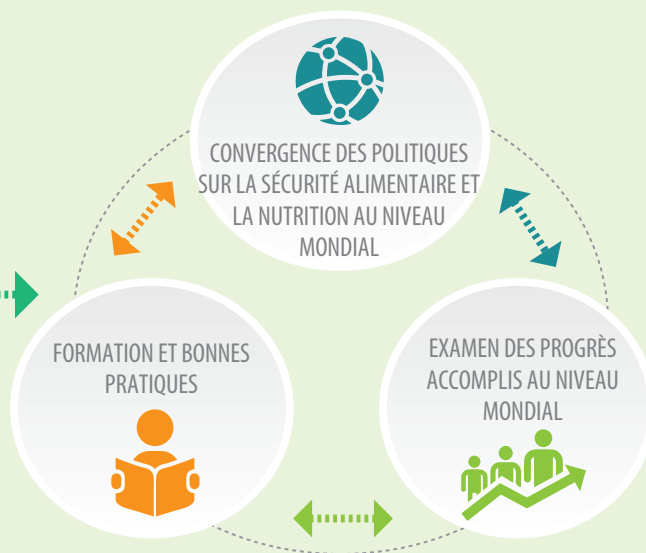 CONVERGENCE DES POLITIQUES
SUR LA SÉCURITÉ ALIMENTAIRE ET
LA NUTRITION AU NIVEAU
MONDIAL
FORMATION ET BONNES
PRATIQUES
EXAMEN DES PROGRÈS
ACCOMPLIS AU NIVEAU
MONDIAL